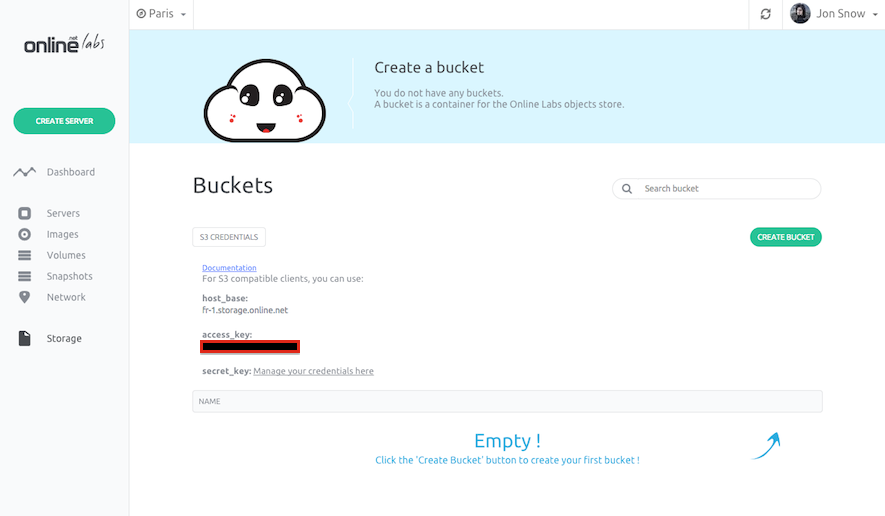 Paris
Jon Snow
online.net labs
CREATE SERVER
Dashboard
Servers
Images
Volumes
Snapshots
Network
Storage
Create a bucket
You do not have any buckets.
A bucket is a container for the Online Labs objects store.
Buckets
Search bucket
S3 CREDENTIALS
CREATE BUCKET
Documentation
For S3 compatible clients, you can use:
host_base:
fr-1.storage.online.net
access_key:
secret_key: Manage your credentials here
NAME
Empty !
Click the 'Create Bucket' button to create your first bucket !